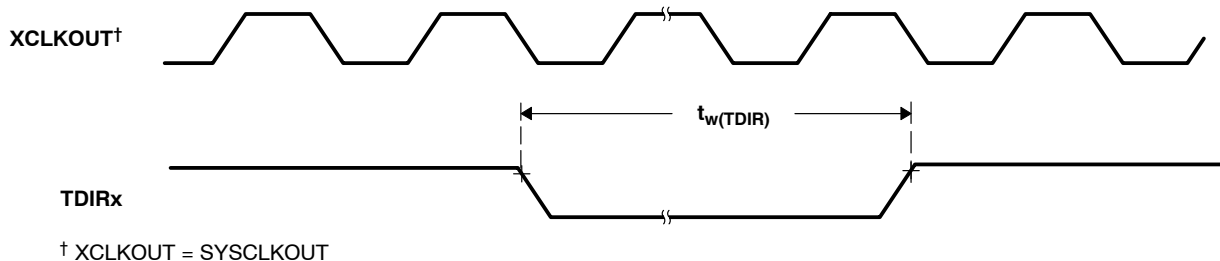 XCLKOUT†
tw(TDIR)
TDIRx
† XCLKOUT = SYSCLKOUT